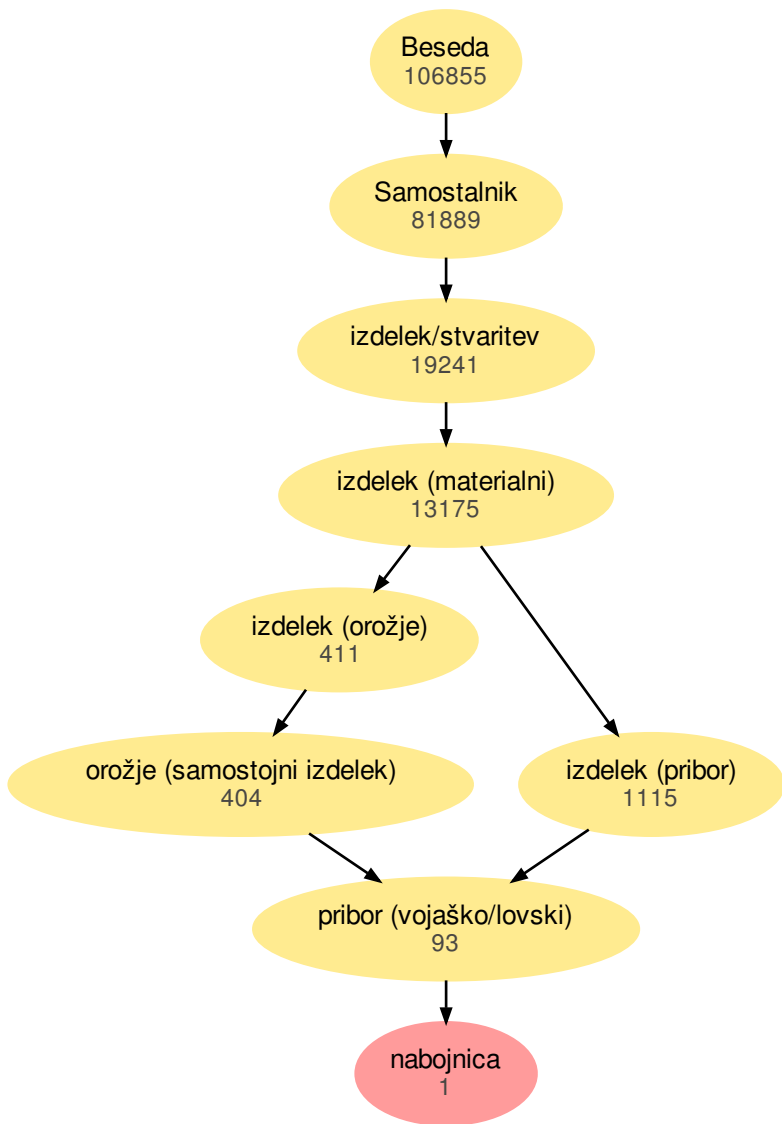 Beseda
106855
Samostalnik
81889
izdelek/stvaritev
19241
izdelek (materialni)
13175
izdelek (orožje)
411
orožje (samostojni izdelek)
404
izdelek (pribor)
1115
pribor (vojaško/lovski)
93
nabojnica
1